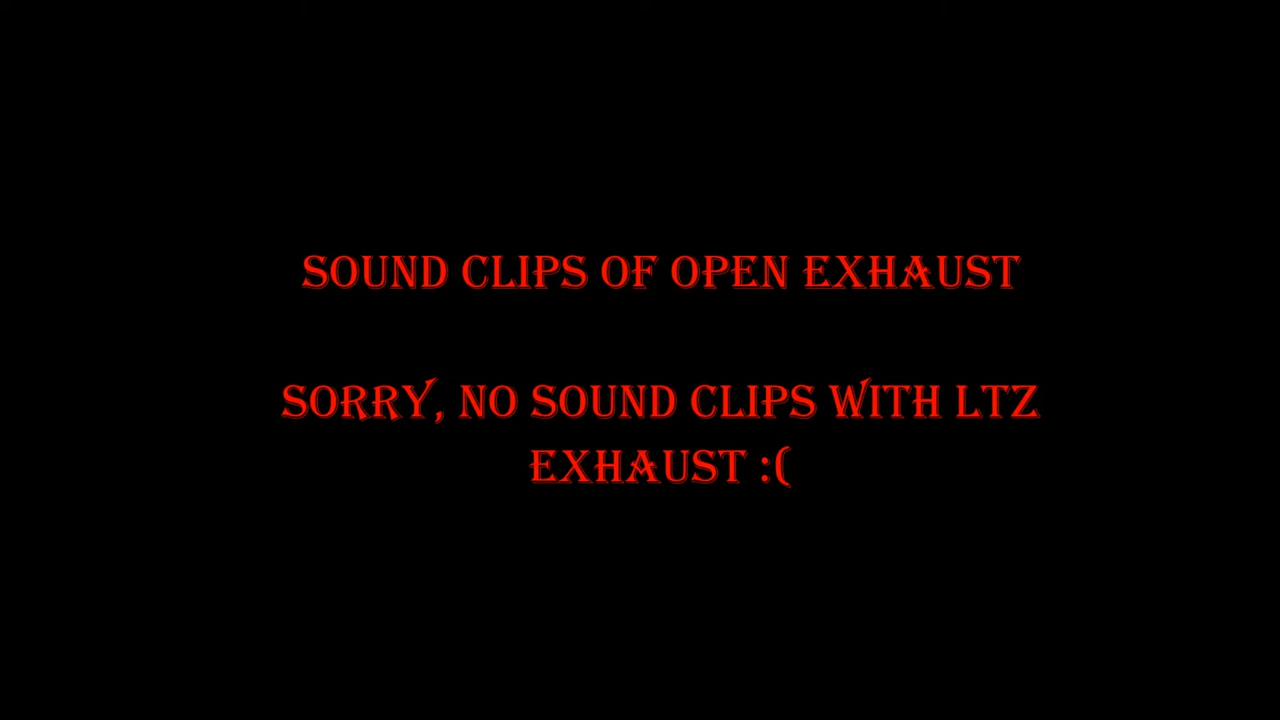 SOUND CLIPS OF OPEN EXHAUST
SORRY, NO SOUND CLIPS WITH LTZ
EXHAUST :(